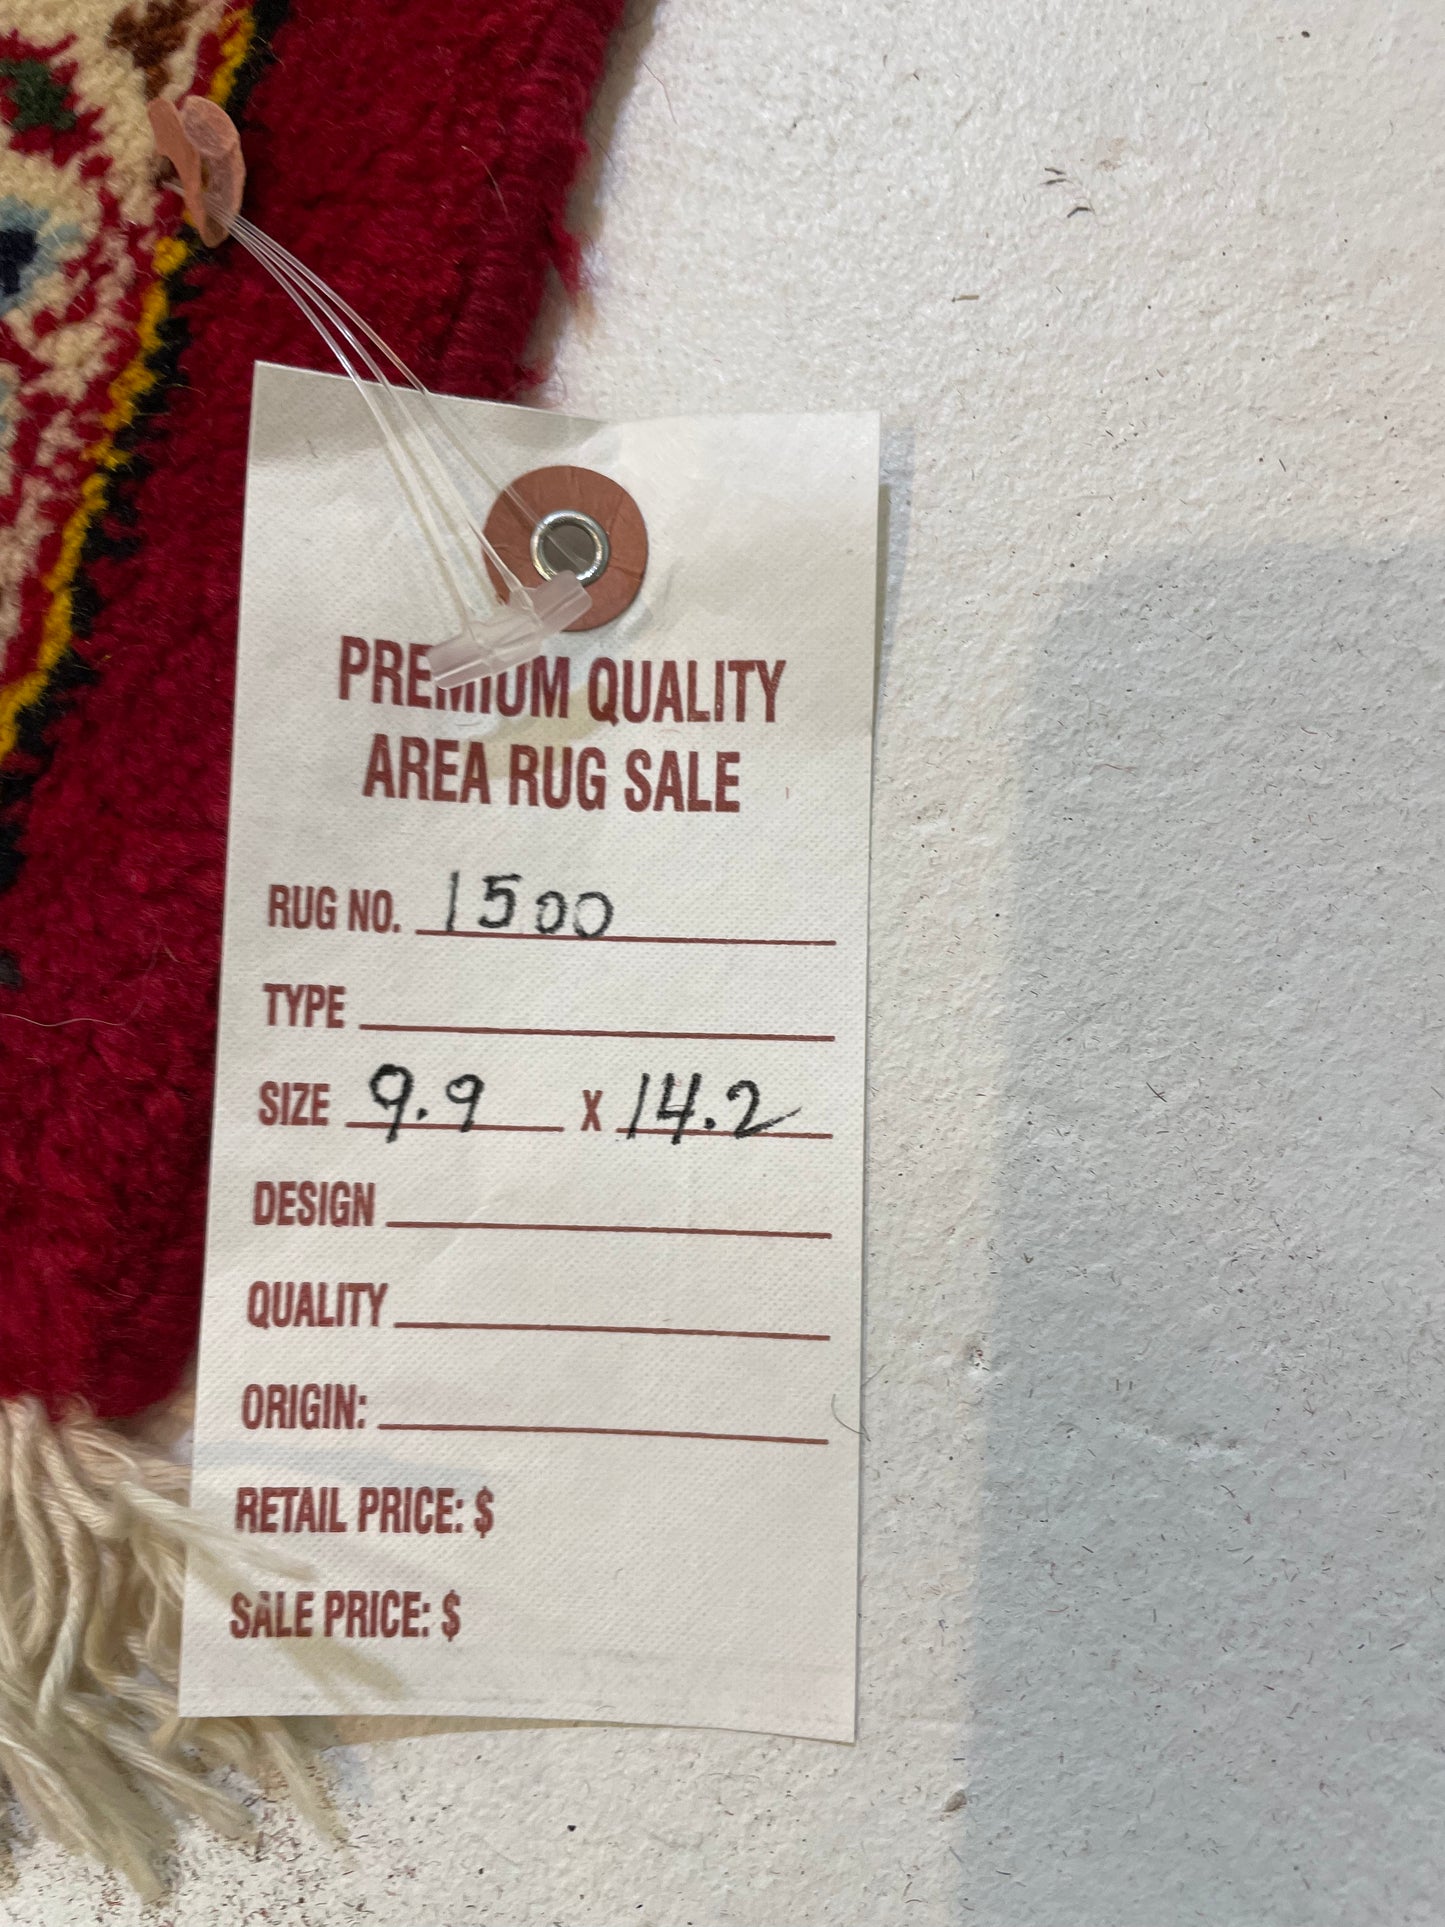 PREMIUM QUALITY
AREA RUG SALE
RUG NO. 1500
TYPE
SIZE 9.9 X 14.2
DESIGN
QUALITY
ORIGIN:
RETAIL PRICE: $
SALE PRICE: $